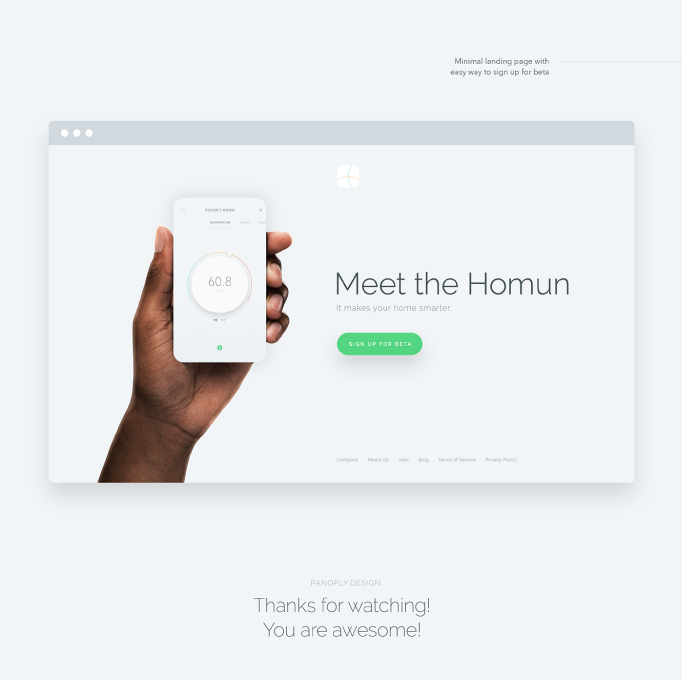 Minimal landing page with
easy way to sign up for beta
STEVEN'S ROOM
TEMPERATURE
60.8
Meet the Homun
It makes your home smarter.
SIGN UP FOR BETA
Company Media Kit Jobs Blog Terms of Service Privacy Policy
PANOPLY DESIGN
Thanks for watching!
You are awesome!